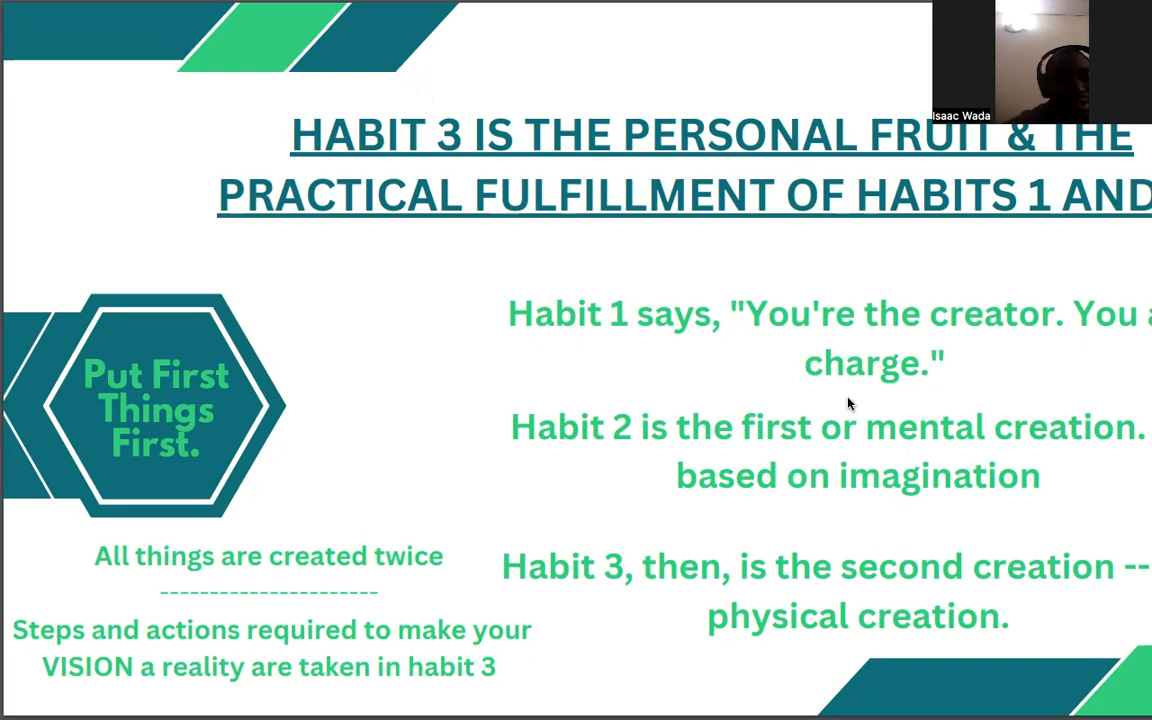 Isaac Wada
HABIT 3 IS THE PERSONAL FRUIT & THE
PRACTICAL FULFILLMENT OF HABITS 1 AND
Habit 1 says, "You're the creator. You a
charge."
Habit 2 is the first or mental creation.
based on imagination
Habit 3, then, is the second creation --
physical creation.
Put First
Things
First.
All things are created twice
----------------------
Steps and actions required to make your
VISION a reality are taken in habit 3